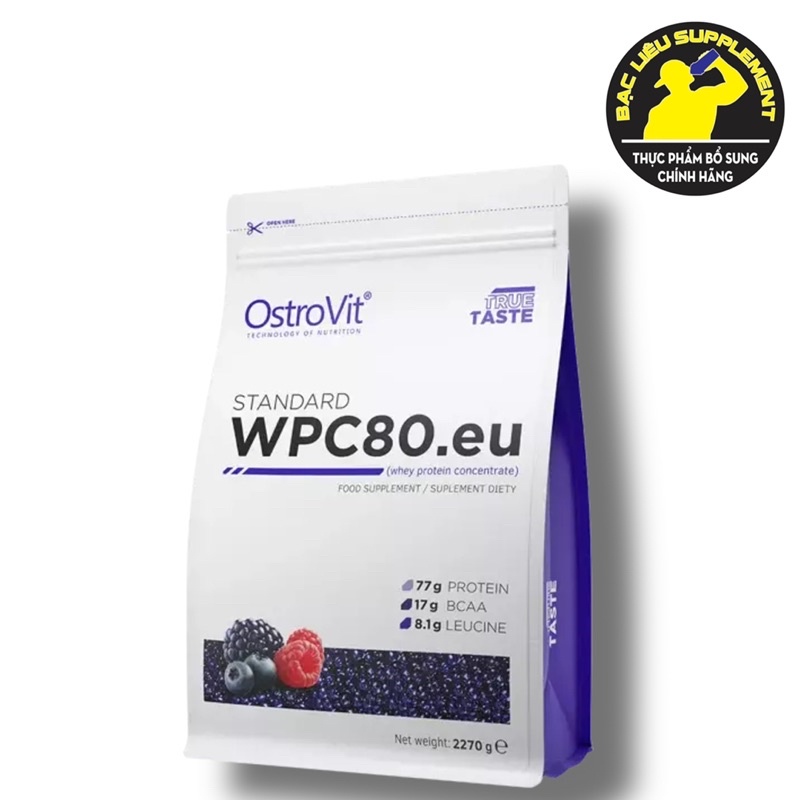 BẠC LIÊU SUPPLEMENT
THỰC PHẨM BỔ SUNG
CHÍNH HÃNG
OPEN HERE
OstroVit®
TECHNOLOGY OF NUTRITION
TRUE
TASTE
STANDARD
WPC80.eu
(whey protein concentrate)
FOOD SUPPLEMENT / SUPLEMENT DIETY
77g PROTEIN
17g BCAA
8.1g LEUCINE
TRUE
TASTE
Net weight: 2270 g ℮